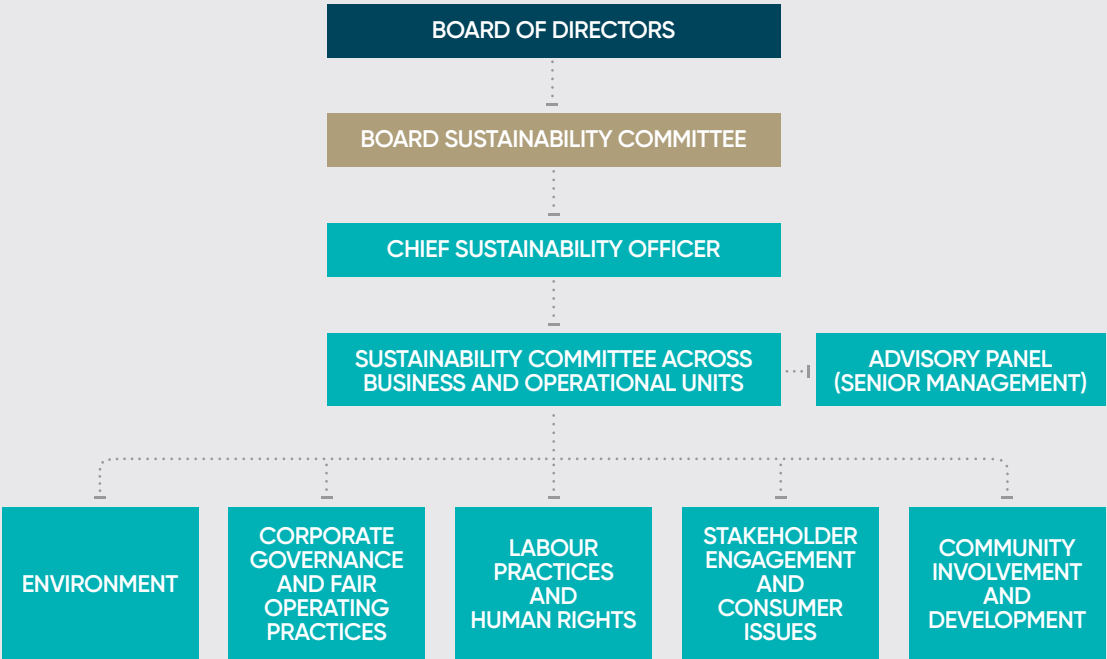 BOARD OF DIRECTORS
BOARD SUSTAINABILITY COMMITTEE
CHIEF SUSTAINABILITY OFFICER
SUSTAINABILITY COMMITTEE ACROSS
BUSINESS AND OPERATIONAL UNITS
ADVISORY PANEL
(SENIOR MANAGEMENT)
ENVIRONMENT
CORPORATE
GOVERNANCE
AND FAIR
OPERATING
PRACTICES
LABOUR
PRACTICES
AND
HUMAN RIGHTS
STAKEHOLDER
ENGAGEMENT
AND
CONSUMER
ISSUES
COMMUNITY
INVOLVEMENT
AND
DEVELOPMENT